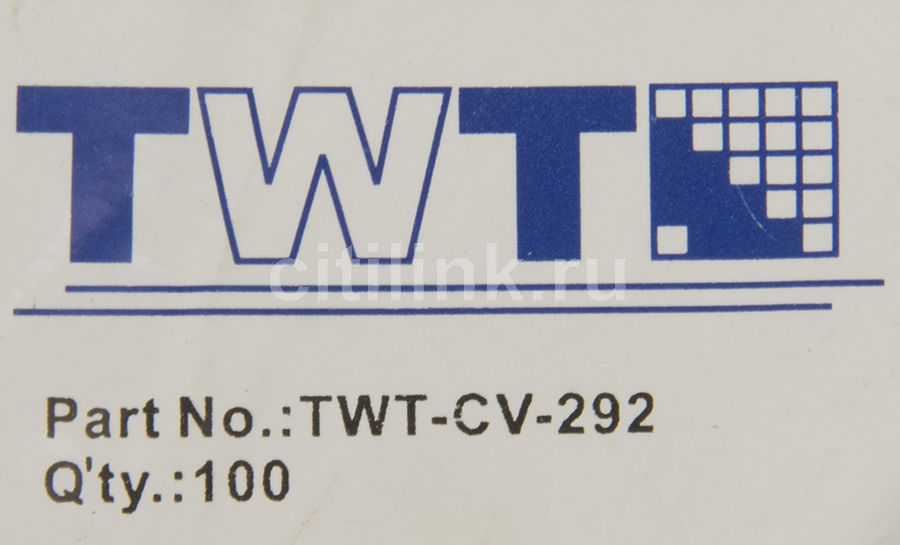 TWT
citilink.ru
Part No.:TWT-CV-292
Q'ty.:100